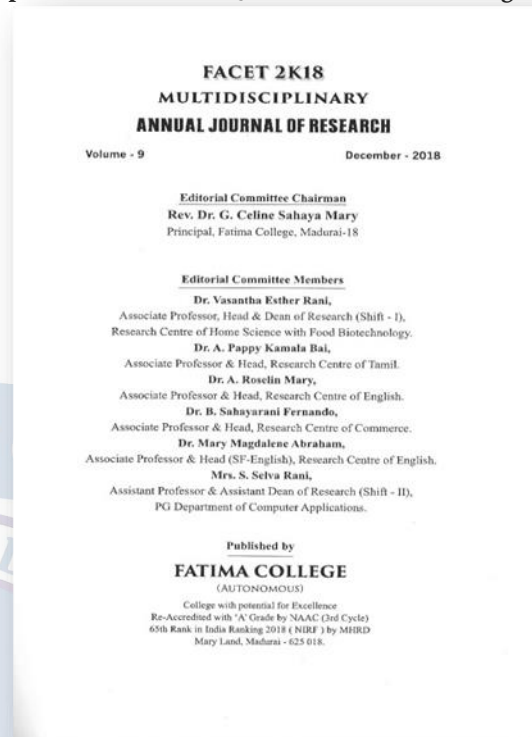 FACET 2K18
MULTIDISCIPLINARY
ANNUAL JOURNAL OF RESEARCH
Volume - 9 December - 2018
Editorial Committee Chairman
Rev. Dr. G. Celine Sahaya Mary
Principal, Fatima College, Madurai-18
Editorial Committee Members
Dr. Vasantha Esther Rani,
Associate Professor, Head & Dean of Research (Shift - I),
Research Centre of Home Science with Food Biotechnology.
Dr. A. Pappy Kamala Bai,
Associate Professor & Head, Research Centre of Tamil.
Dr. A. Roselin Mary,
Associate Professor & Head, Research Centre of English.
Dr. B. Sahayarani Fernando,
Associate Professor & Head, Research Centre of Commerce.
Dr. Mary Magdalene Abraham,
Associate Professor & Head (SF-English), Research Centre of English.
Mrs. S. Selva Rani,
Assistant Professor & Assistant Dean of Research (Shift - II),
PG Department of Computer Applications.
Published by
FATIMA COLLEGE
(AUTONOMOUS)
College with potential for Excellence
Re-Accredited with 'A' Grade by NAAC (3rd Cycle)
65th Rank in India Ranking 2018 ( NIRF ) by MHRD
Mary Land, Madurai - 625 018.